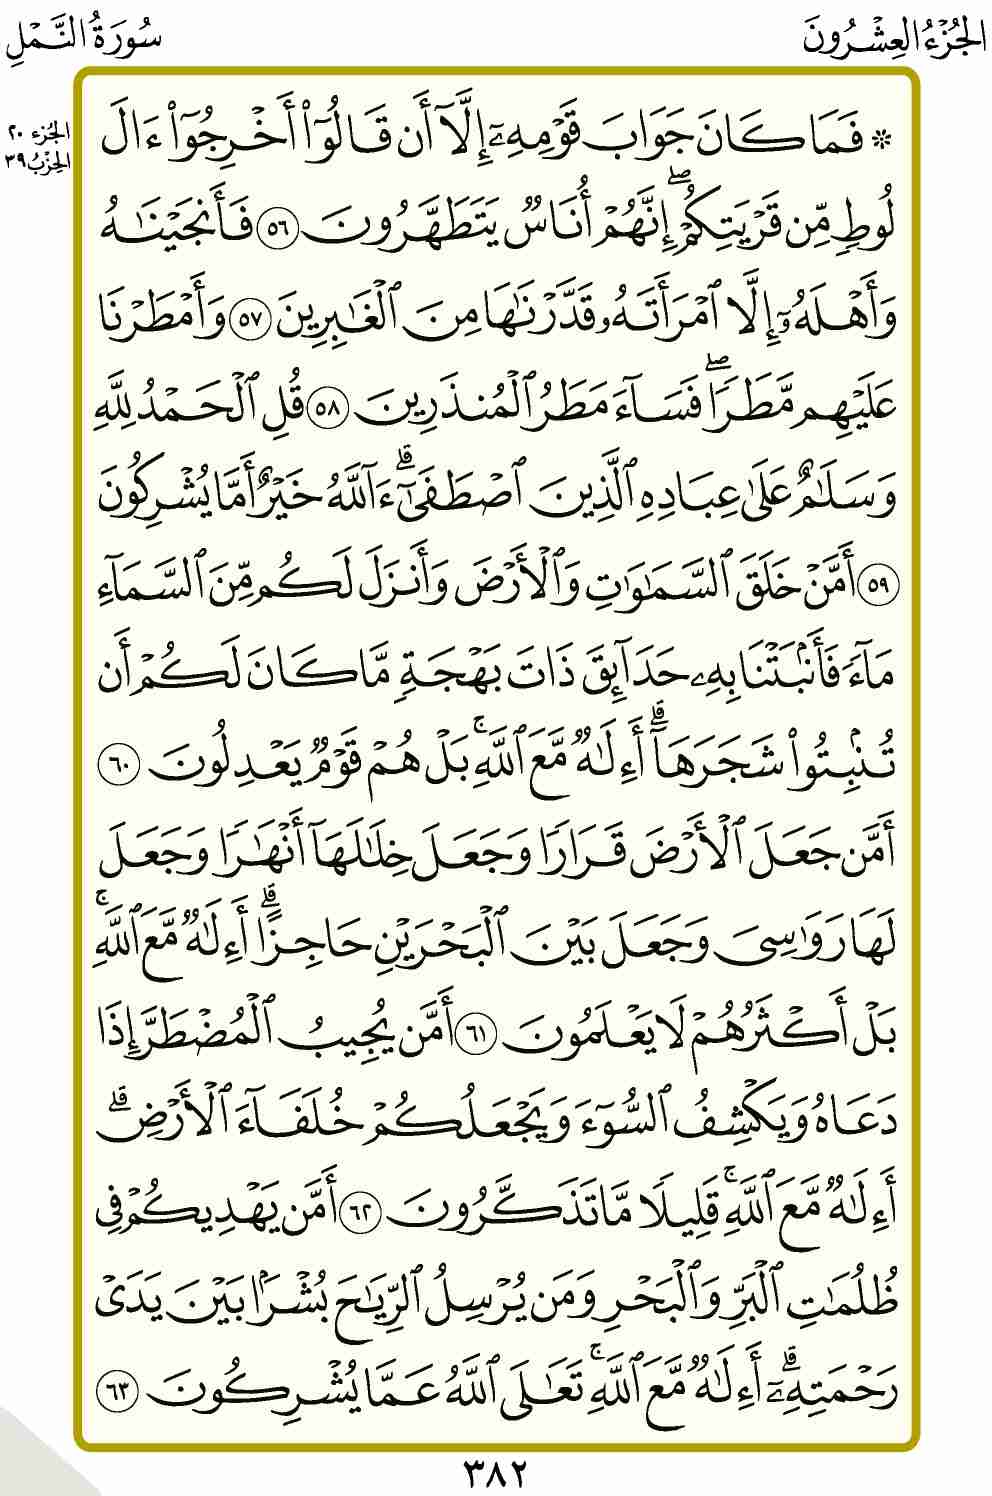 الجُزْءُ العِشْرُونَ
سُورَةُ النَّمْلِ
الجُزء ٢٠
الحِزْبُ ٣٩
* فَمَا كَانَ جَوَابَ قَوْمِهِۦٓ إِلَّآ أَن قَالُوٓا۟ أَخْرِجُوٓا۟ ءَالَ
لُوطٍ مِّن قَرْيَتِكُمْ ۖ إِنَّهُمْ أُنَاسٌ يَتَطَهَّرُونَ ٥٦ فَأَنجَيْنَٰهُ
وَأَهْلَهُۥٓ إِلَّا ٱمْرَأَتَهُۥ قَدَّرْنَٰهَا مِنَ ٱلْغَٰبِرِينَ ٥٧ وَأَمْطَرْنَا
عَلَيْهِم مَّطَرًا ۖ فَسَآءَ مَطَرُ ٱلْمُنذَرِينَ ٥٨ قُلِ ٱلْحَمْدُ لِلَّهِ
وَسَلَٰمٌ عَلَىٰ عِبَادِهِ ٱلَّذِينَ ٱصْطَفَىٰٓ ۗ ءَآللَّهُ خَيْرٌ أَمَّا يُشْرِكُونَ
٥٩ أَمَّنْ خَلَقَ ٱلسَّمَٰوَٰتِ وَٱلْأَرْضَ وَأَنزَلَ لَكُم مِّنَ ٱلسَّمَآءِ
مَآءً فَأَنۢبَتْنَا بِهِۦ حَدَآئِقَ ذَاتَ بَهْجَةٍ مَّا كَانَ لَكُمْ أَن
تُنۢبِتُوا۟ شَجَرَهَآ ۗ أَءِلَٰهٌ مَّعَ ٱللَّهِ ۚ بَلْ هُمْ قَوْمٌ يَعْدِلُونَ ٦٠
أَمَّن جَعَلَ ٱلْأَرْضَ قَرَارًا وَجَعَلَ خِلَٰلَهَآ أَنْهَٰرًا وَجَعَلَ
لَهَا رَوَٰسِىَ وَجَعَلَ بَيْنَ ٱلْبَحْرَيْنِ حَاجِزًا ۗ أَءِلَٰهٌ مَّعَ ٱللَّهِ ۚ
بَلْ أَكْثَرُهُمْ لَا يَعْلَمُونَ ٦١ أَمَّن يُجِيبُ ٱلْمُضْطَرَّ إِذَا
دَعَاهُ وَيَكْشِفُ ٱلسُّوٓءَ وَيَجْعَلُكُمْ خُلَفَآءَ ٱلْأَرْضِ ۗ
أَءِلَٰهٌ مَّعَ ٱللَّهِ ۚ قَلِيلًا مَّا تَذَكَّرُونَ ٦٢ أَمَّن يَهْدِيكُمْ فِى
ظُلُمَٰتِ ٱلْبَرِّ وَٱلْبَحْرِ وَمَن يُرْسِلُ ٱلرِّيَٰحَ بُشْرًۢا بَيْنَ يَدَىْ
رَحْمَتِهِۦٓ ۗ أَءِلَٰهٌ مَّعَ ٱللَّهِ ۚ تَعَٰلَى ٱللَّهُ عَمَّا يُشْرِكُونَ ٦٣
٣٨٢